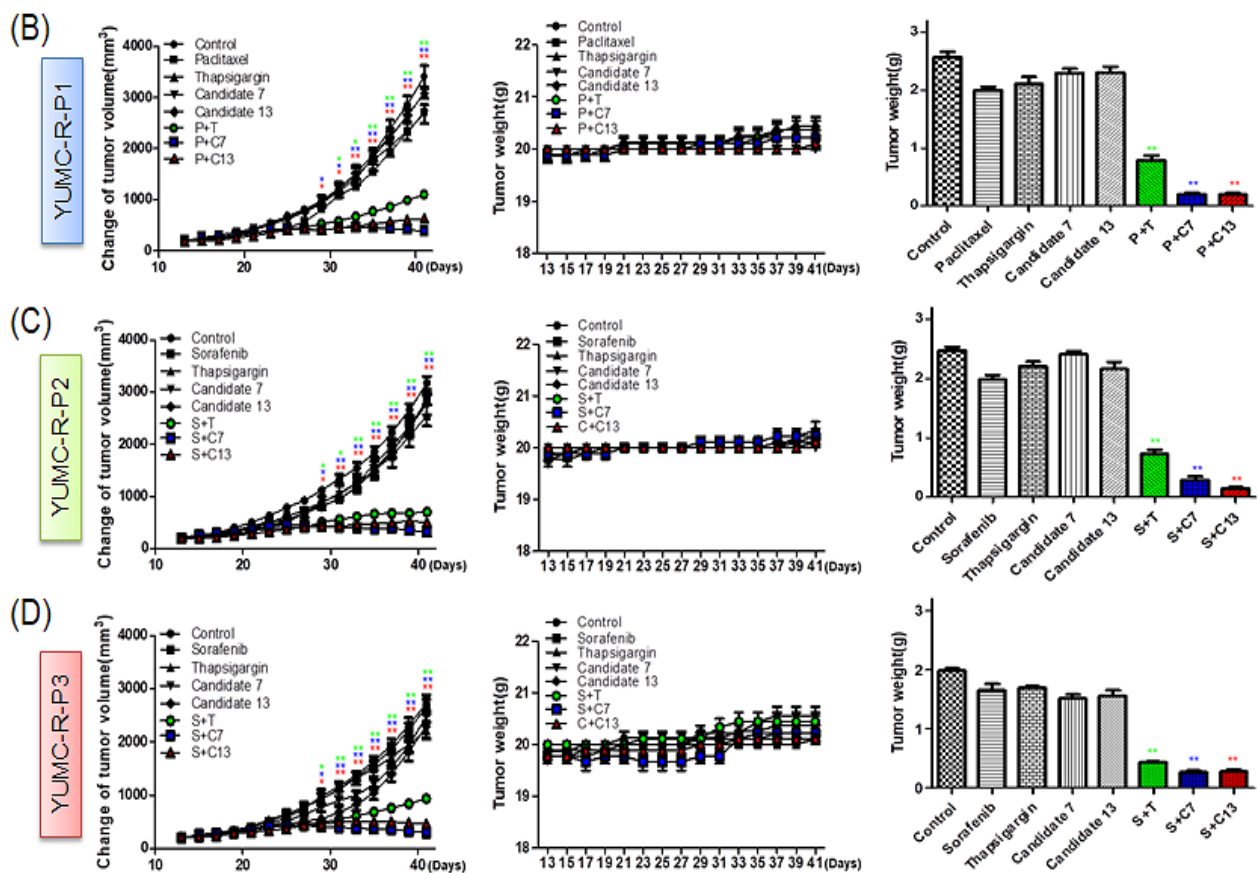 (B)
YUMC-R-P1
Change of tumor volume(mm³)
4000
3000
2000
1000
0
10
20
30
40 (Days)
Control
Paclitaxel
Thapsigargin
Candidate 7
Candidate 13
P+T
P+C7
P+C13
**
**
**
Tumor weight(g)
22
21
20
19
18
13 15 17 19 21 23 25 27 29 31 33 35 37 39 41 (Days)
Control
Paclitaxel
Thapsigargin
Candidate 7
Candidate 13
P+T
P+C7
P+C13
Tumor weight(g)
3
2
1
0
Control
Paclitaxel
Thapsigargin
Candidate 7
Candidate 13
P+T
P+C7
P+C13
**
**
**
(C)
YUMC-R-P2
Change of tumor volume(mm³)
4000
3000
2000
1000
0
10
20
30
40 (Days)
Control
Sorafenib
Thapsigargin
Candidate 7
Candidate 13
S+T
S+C7
S+C13
**
**
**
Tumor weight(g)
22
21
20
19
18
13 15 17 19 21 23 25 27 29 31 33 35 37 39 41 (Days)
Control
Sorafenib
Thapsigargin
Candidate 7
Candidate 13
S+T
S+C7
C+C13
Tumor weight(g)
3
2
1
0
Control
Sorafenib
Thapsigargin
Candidate 7
Candidate 13
S+T
S+C7
S+C13
**
**
**
(D)
YUMC-R-P3
Change of tumor volume(mm³)
4000
3000
2000
1000
0
10
20
30
40 (Days)
Control
Sorafenib
Thapsigargin
Candidate 7
Candidate 13
S+T
S+C7
S+C13
**
**
**
Tumor weight(g)
22
21
20
19
18
13 15 17 19 21 23 25 27 29 31 33 35 37 39 41 (Days)
Control
Sorafenib
Thapsigargin
Candidate 7
Candidate 13
S+T
S+C7
C+C13
Tumor weight(g)
3
2
1
0
Control
Sorafenib
Thapsigargin
Candidate 7
Candidate 13
S+T
S+C7
S+C13
**
**
**